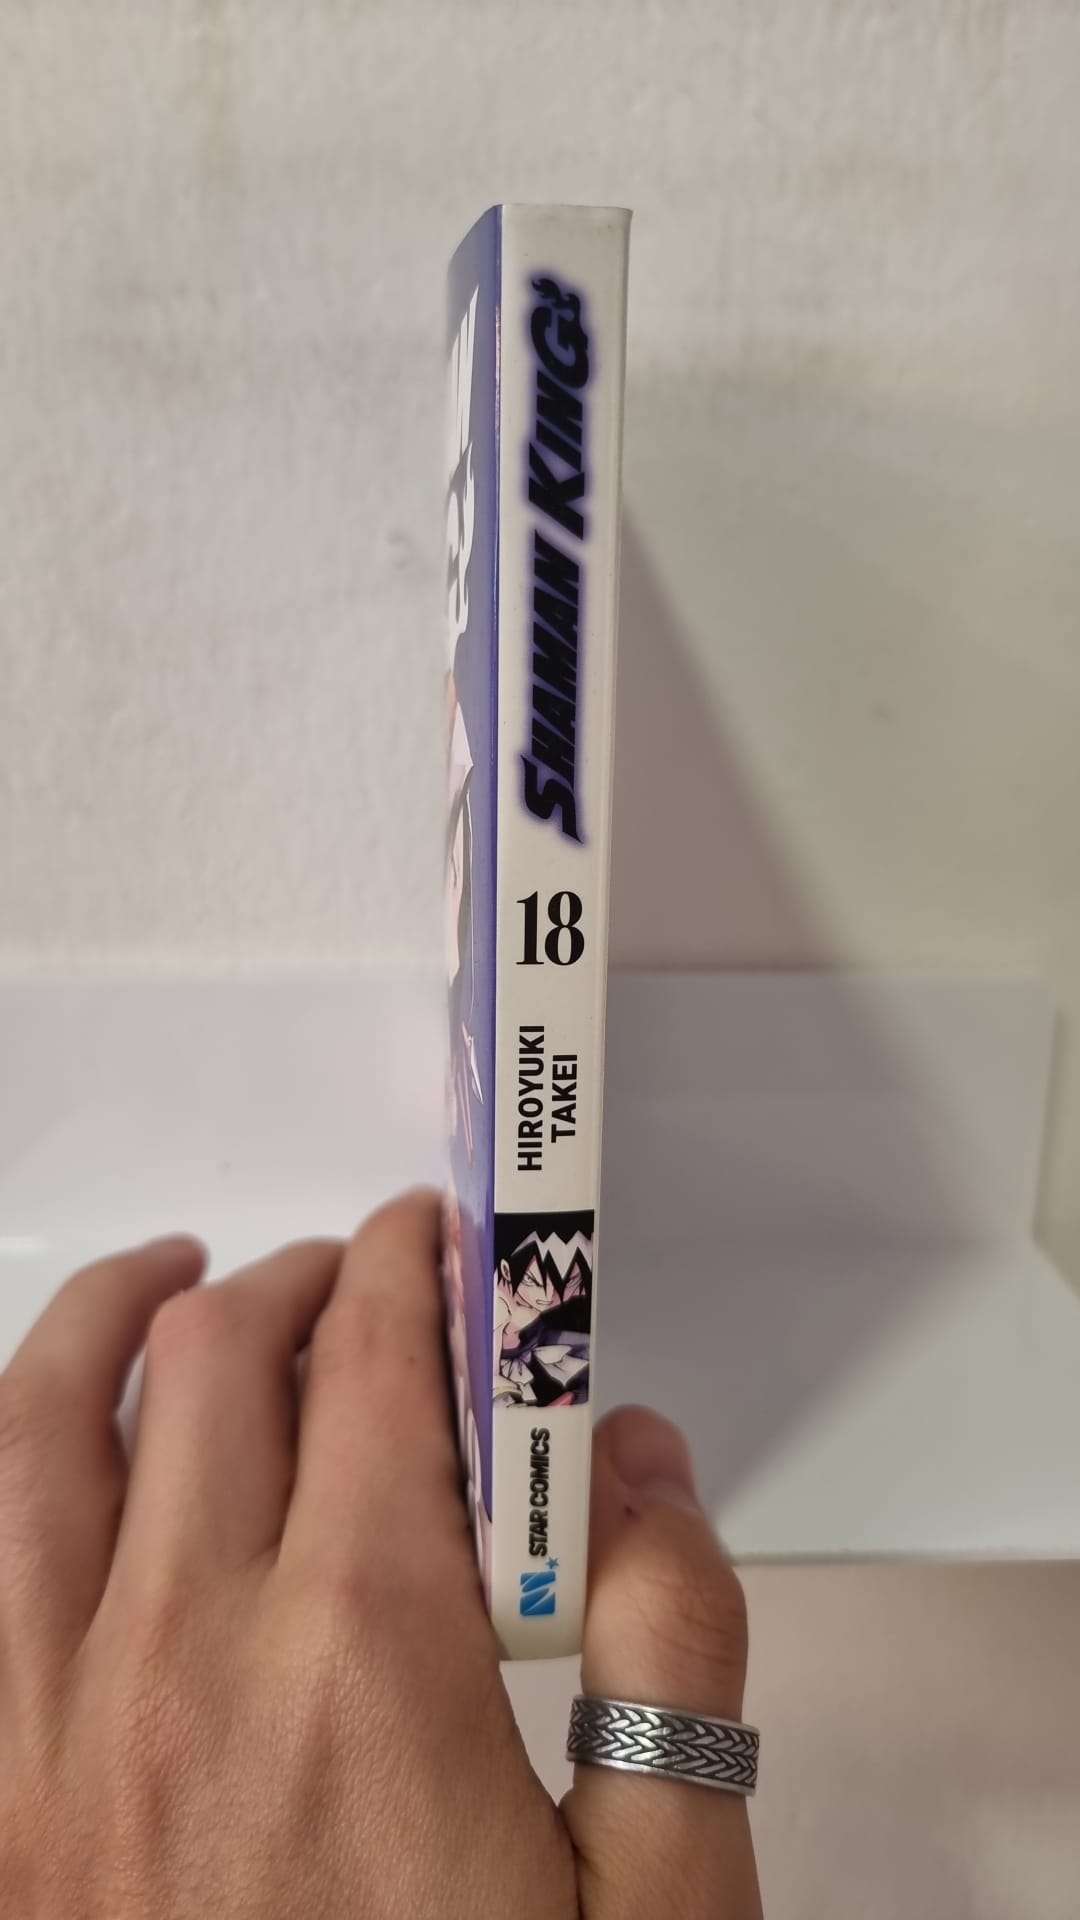 SHAMAN KING
18
HIROYUKI
TAKEI
STAR COMICS